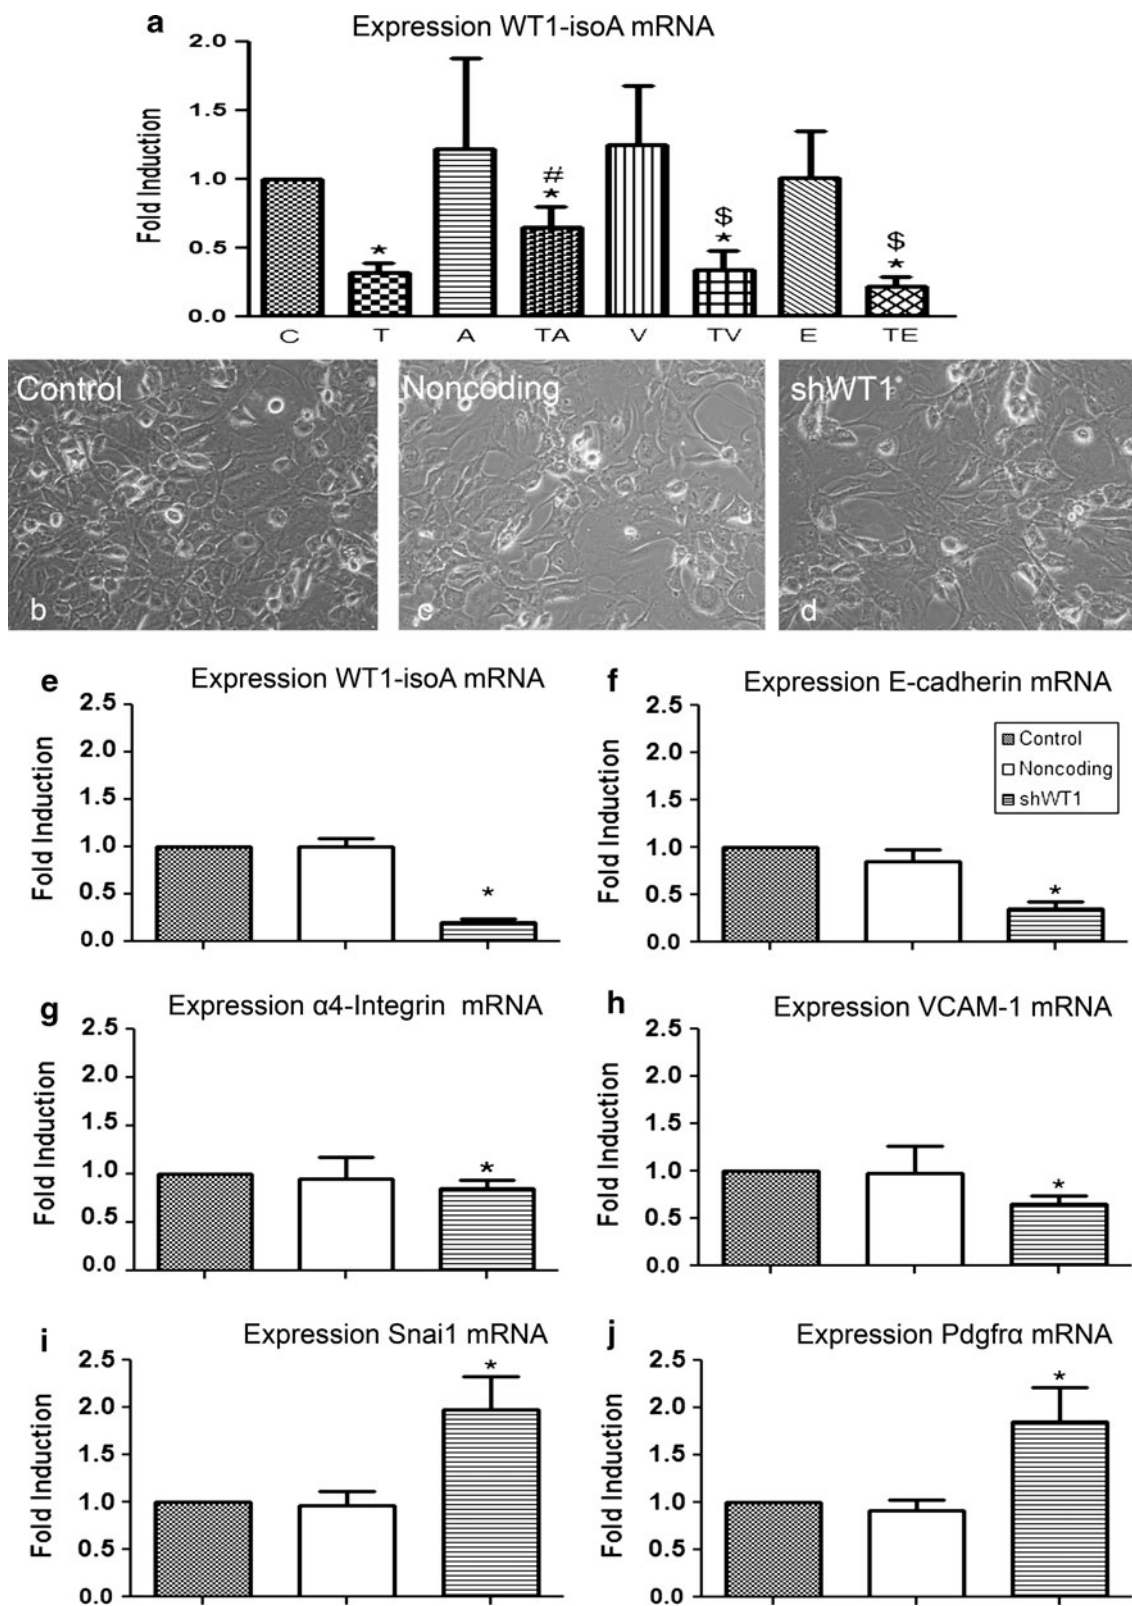 a Expression WT1-isoA mRNA
Fold Induction
2.0
1.5
1.0
0.5
0.0
* # * $ * $ *
C T A TA V TV E TE
Control
b
Noncoding
c
shWT1
d
e Expression WT1-isoA mRNA
Fold Induction
2.5
2.0
1.5
1.0
0.5
0.0
*
f Expression E-cadherin mRNA
Fold Induction
2.5
2.0
1.5
1.0
0.5
0.0
Control
Noncoding
shWT1
*
g Expression α4-Integrin mRNA
Fold Induction
2.5
2.0
1.5
1.0
0.5
0.0
*
h Expression VCAM-1 mRNA
Fold Induction
2.5
2.0
1.5
1.0
0.5
0.0
*
i Expression Snai1 mRNA
Fold Induction
2.5
2.0
1.5
1.0
0.5
0.0
*
j Expression Pdgfrα mRNA
Fold Induction
2.5
2.0
1.5
1.0
0.5
0.0
*